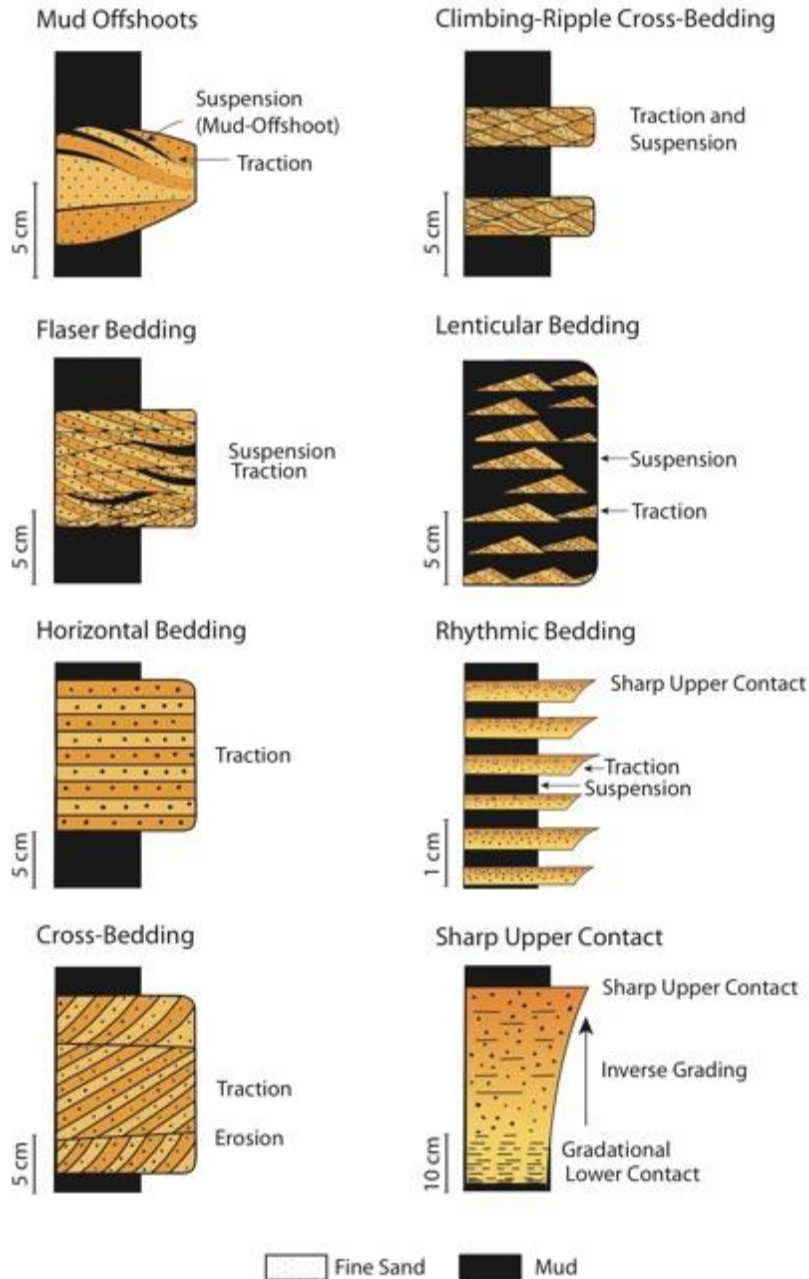 Mud Offshoots
Suspension
(Mud-Offshoot)
Traction
5 cm
Climbing-Ripple Cross-Bedding
Traction and
Suspension
5 cm
Flaser Bedding
Suspension
Traction
5 cm
Lenticular Bedding
Suspension
Traction
5 cm
Horizontal Bedding
Traction
5 cm
Rhythmic Bedding
Sharp Upper Contact
Traction
Suspension
1 cm
Cross-Bedding
Traction
Erosion
5 cm
Sharp Upper Contact
Sharp Upper Contact
Inverse Grading
Gradational
Lower Contact
10 cm
Fine Sand
Mud